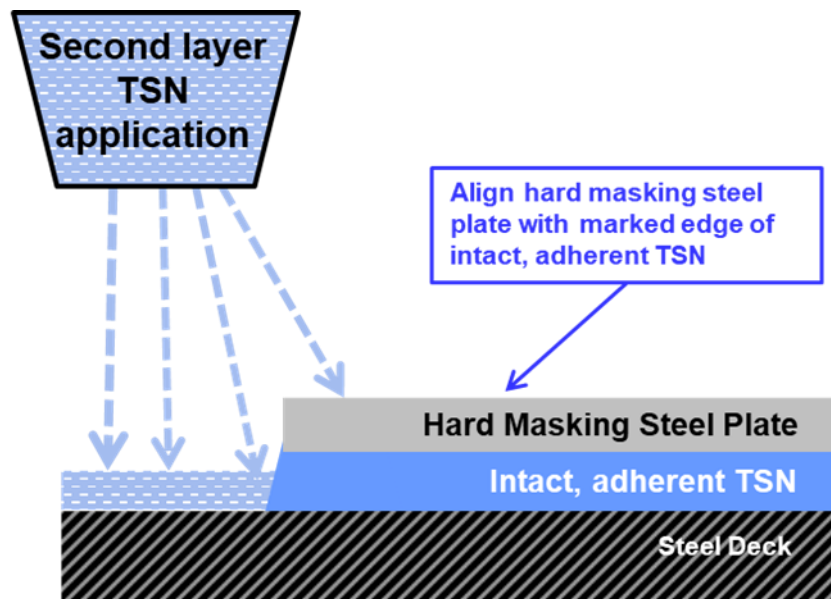 Second layer
TSN
application
Align hard masking steel
plate with marked edge of
intact, adherent TSN
Hard Masking Steel Plate
Intact, adherent TSN
Steel Deck